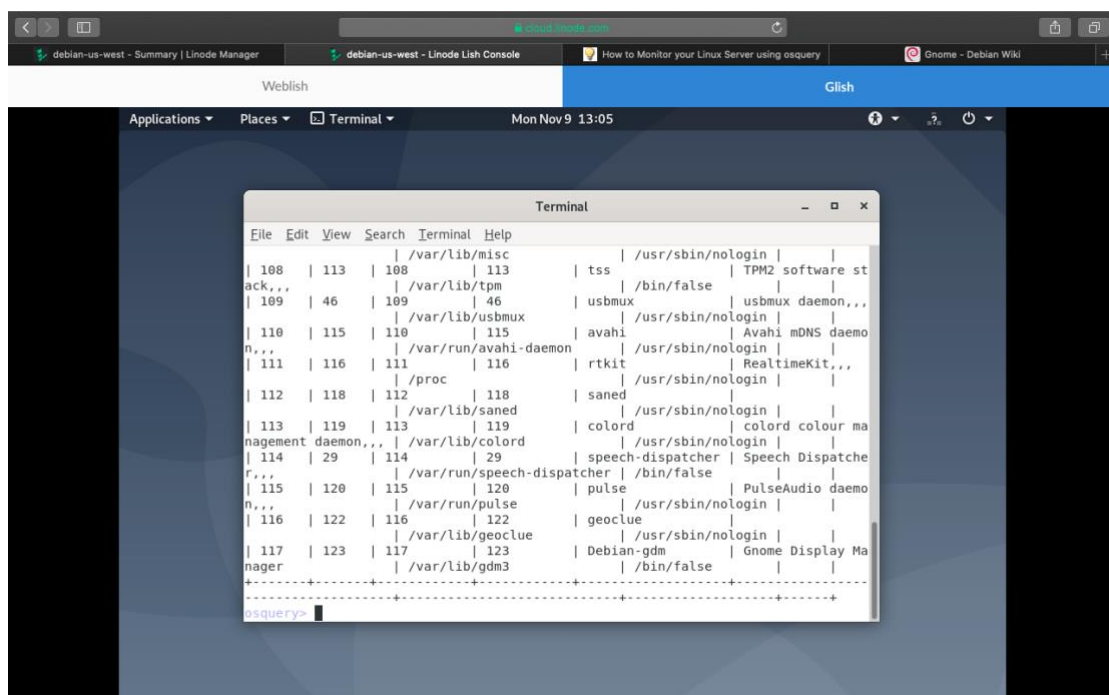 cloud.linode.com
debian-us-west - Summary | Linode Manager
debian-us-west - Linode Lish Console
How to Monitor your Linux Server using osquery
Gnome - Debian Wiki
Weblish
Glish
Applications Places Terminal Mon Nov 9 13:05
Terminal
File Edit View Search Terminal Help
| /var/lib/misc | /usr/sbin/nologin | |
| 108 | 113 | 108 | 113 | tss | TPM2 software st
ack,,, | /var/lib/tpm | /bin/false | |
| 109 | 46 | 109 | 46 | usbmux | usbmux daemon,,,
| /var/lib/usbmux | /usr/sbin/nologin | |
| 110 | 115 | 110 | 115 | avahi | Avahi mDNS daemo
n,,, | /var/run/avahi-daemon | /usr/sbin/nologin | |
| 111 | 116 | 111 | 116 | rtkit | RealtimeKit,,,
| /proc | /usr/sbin/nologin | |
| 112 | 118 | 112 | 118 | saned |
| /var/lib/saned | /usr/sbin/nologin | |
| 113 | 119 | 113 | 119 | colord | colord colour ma
nagement daemon,,, | /var/lib/colord | /usr/sbin/nologin | |
| 114 | 29 | 114 | 29 | speech-dispatcher | Speech Dispatche
r,,, | /var/run/speech-dispatcher | /bin/false | |
| 115 | 120 | 115 | 120 | pulse | PulseAudio daemo
n,,, | /var/run/pulse | /usr/sbin/nologin | |
| 116 | 122 | 116 | 122 | geoclue |
| /var/lib/geoclue | /usr/sbin/nologin | |
| 117 | 123 | 117 | 123 | Debian-gdm | Gnome Display Ma
nager | /var/lib/gdm3 | /bin/false | |
osquery>